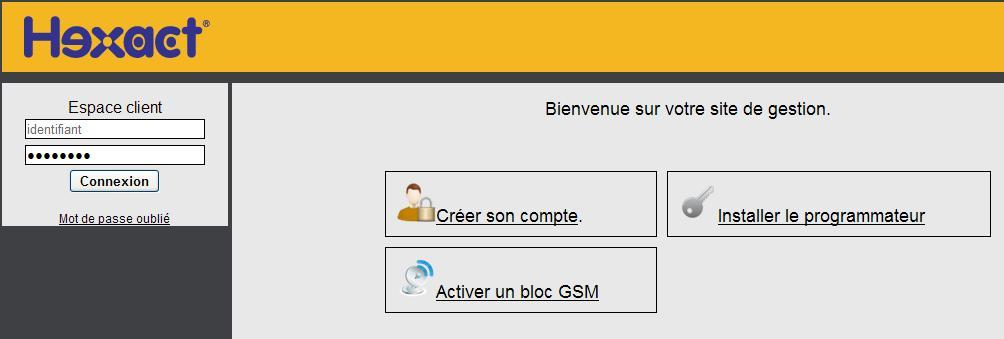 Hexact®
Espace client
identifiant
••••••••
Connexion
Mot de passe oublié
Bienvenue sur votre site de gestion.
Créer son compte.
Installer le programmateur
Activer un bloc GSM